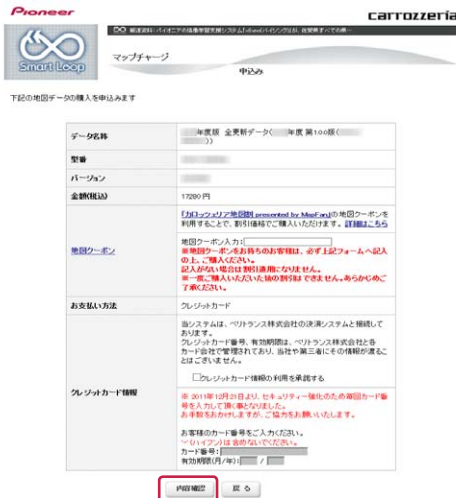 Pioneer
carrozzeria
Smart Loop
マップチャージ
申込み
下記の地図データの購入を申込みます
データ名称
年度版 全更新データ( 年度 第1.0.0版(
))
型番
バージョン
金額(税込)
17280 円
地図クーポン
「カロッツェリア地図割 presented by MapFan」の地図クーポンを
利用することで、割引価格でご購入いただけます。 詳細はこちら
地図クーポン入力:
※地図クーポンをお持ちのお客様は、必ず上記フォームへ記入
の上、ご購入ください。
記入がない場合は割引適用になりません。
※一度ご購入いただいた後の割引はできません。あらかじめご
了承ください。
お支払い方法
クレジットカード
クレジットカード情報
当システムは、ベリトランス株式会社の決済システムと接続して
おります。
クレジットカード番号、有効期限は、ベリトランス株式会社と各
カード会社で管理されており、当社や第三者にその情報が渡るこ
とはございません。
クレジットカード情報の利用を承諾する
※ 2011年12月21日より、セキュリティー強化のため毎回カード番
号を入力して頂く事となりました。
お手数をおかけしますが、ご協力をお願いいたします。
お客様のカード番号をご入力ください。
'-'(ハイフン)は含めないでください。
カード番号:
有効期限(月/年): /
内容確認 戻る